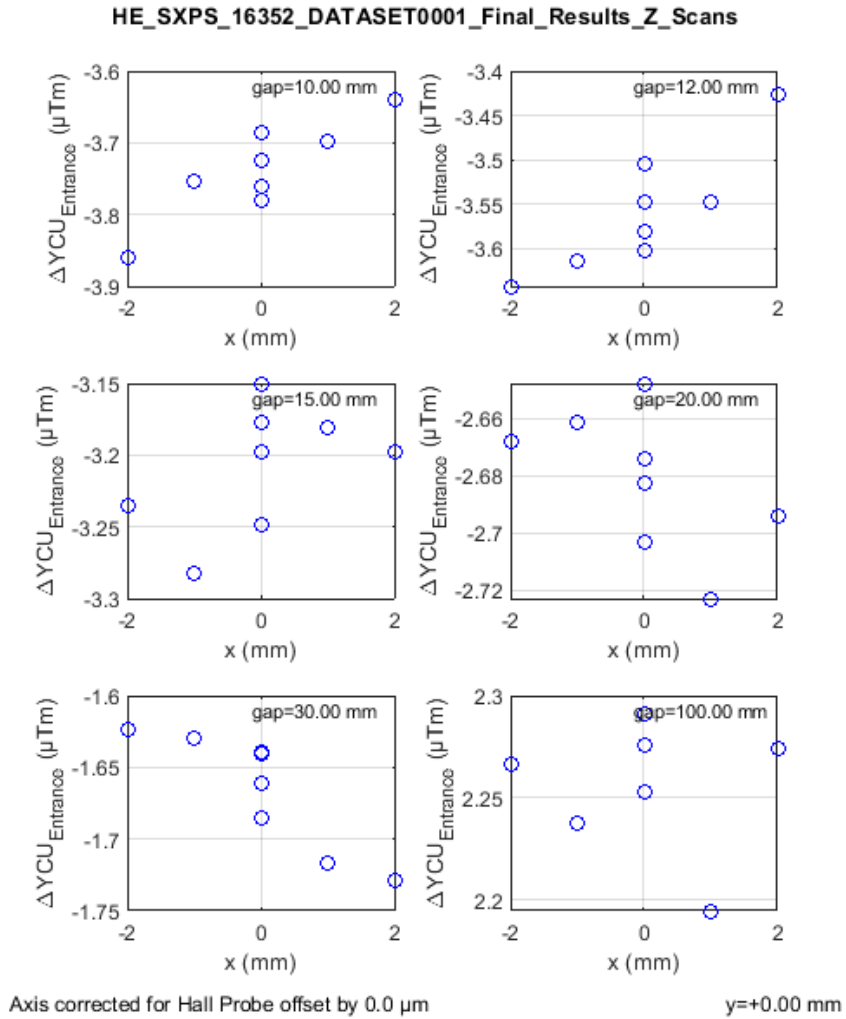 HE_SXPS_16352_DATASET0001_Final_Results_Z_Scans
-3.6
-3.7
-3.8
-3.9
ΔYCU_Entrance (µTm)
gap=10.00 mm
-2 0 2
x (mm)
-3.4
-3.45
-3.5
-3.55
-3.6
ΔYCU_Entrance (µTm)
gap=12.00 mm
-2 0 2
x (mm)
-3.15
-3.2
-3.25
-3.3
ΔYCU_Entrance (µTm)
gap=15.00 mm
-2 0 2
x (mm)
-2.66
-2.68
-2.7
-2.72
ΔYCU_Entrance (µTm)
gap=20.00 mm
-2 0 2
x (mm)
-1.6
-1.65
-1.7
-1.75
ΔYCU_Entrance (µTm)
gap=30.00 mm
-2 0 2
x (mm)
2.3
2.25
2.2
ΔYCU_Entrance (µTm)
gap=100.00 mm
-2 0 2
x (mm)
Axis corrected for Hall Probe offset by 0.0 µm
y=+0.00 mm